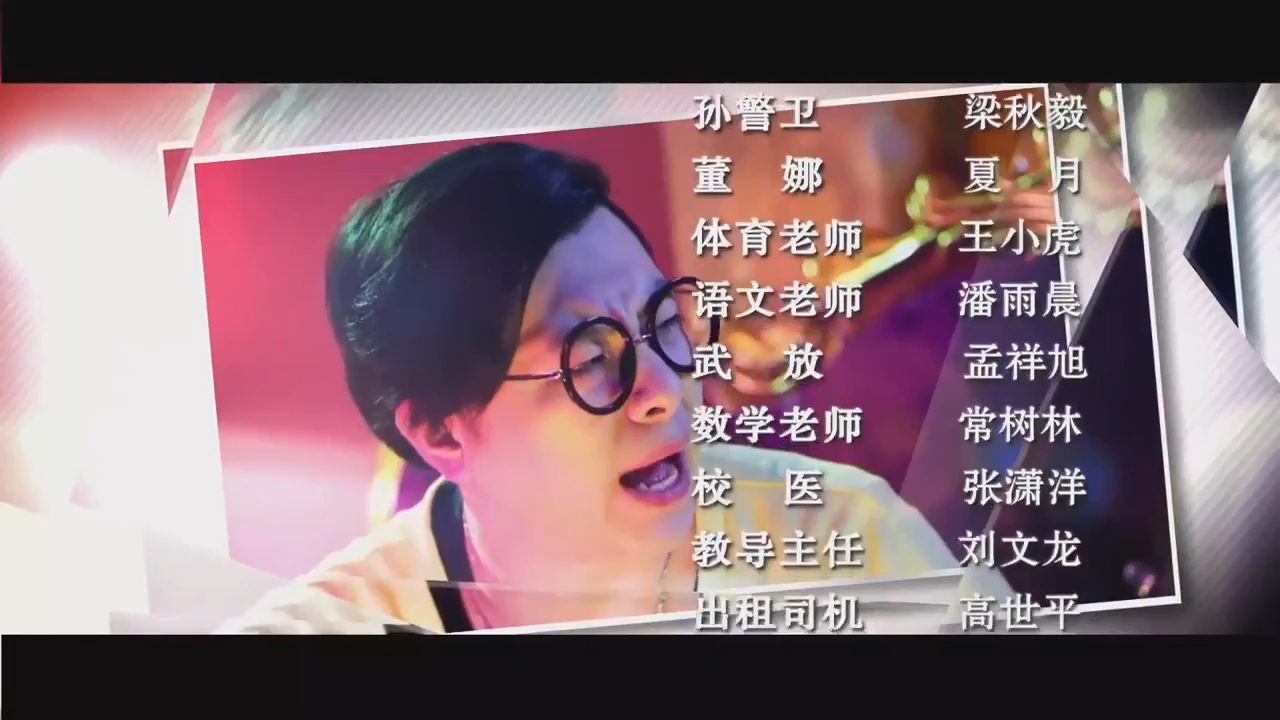 孙警卫 梁秋毅
董娜 夏月
体育老师 王小虎
语文老师 潘雨晨
武放 孟祥旭
数学老师 常树林
校医 张潇洋
教导主任 刘文龙
出租司机 高世平